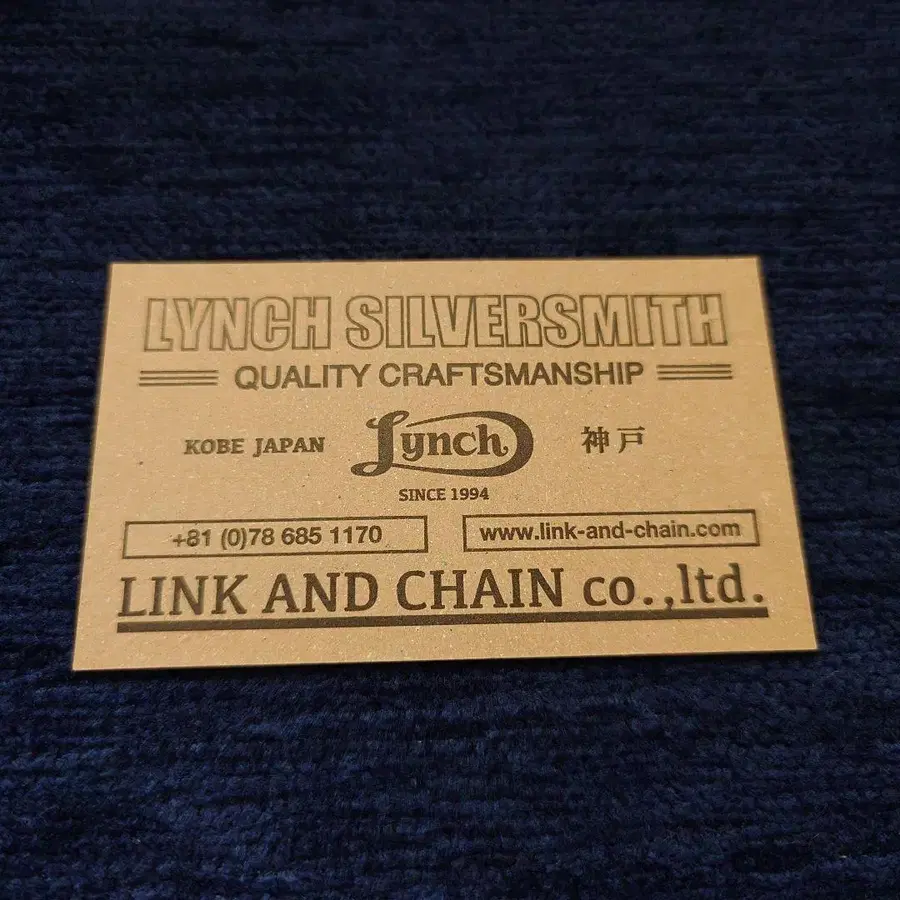 LYNCH SILVERSMITH
QUALITY CRAFTSMANSHIP
KOBE JAPAN Lynch 神戸
SINCE 1994
+81 (0)78 685 1170 www.link-and-chain.com
LINK AND CHAIN co.,ltd.